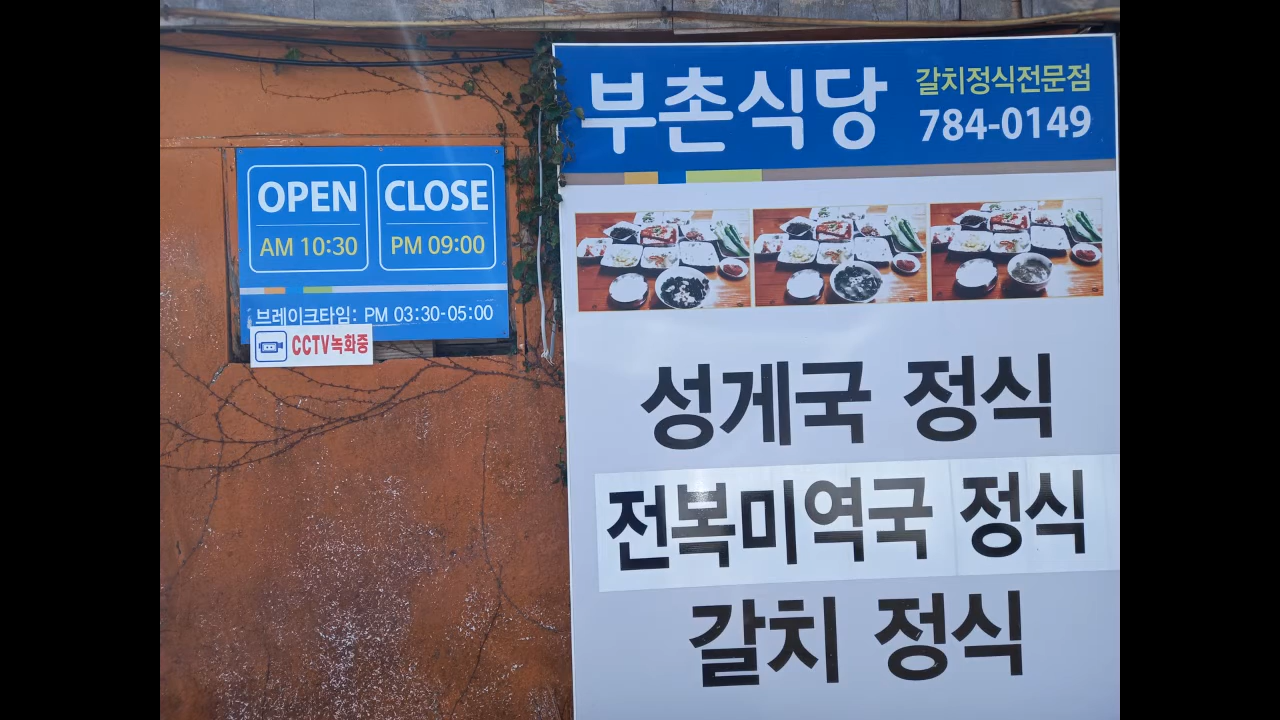 OPEN
AM 10:30
CLOSE
PM 09:00
브레이크타임: PM 03:30-05:00
CCTV녹화중
부촌식당
갈치정식전문점
784-0149
성게국 정식
전복미역국 정식
갈치 정식